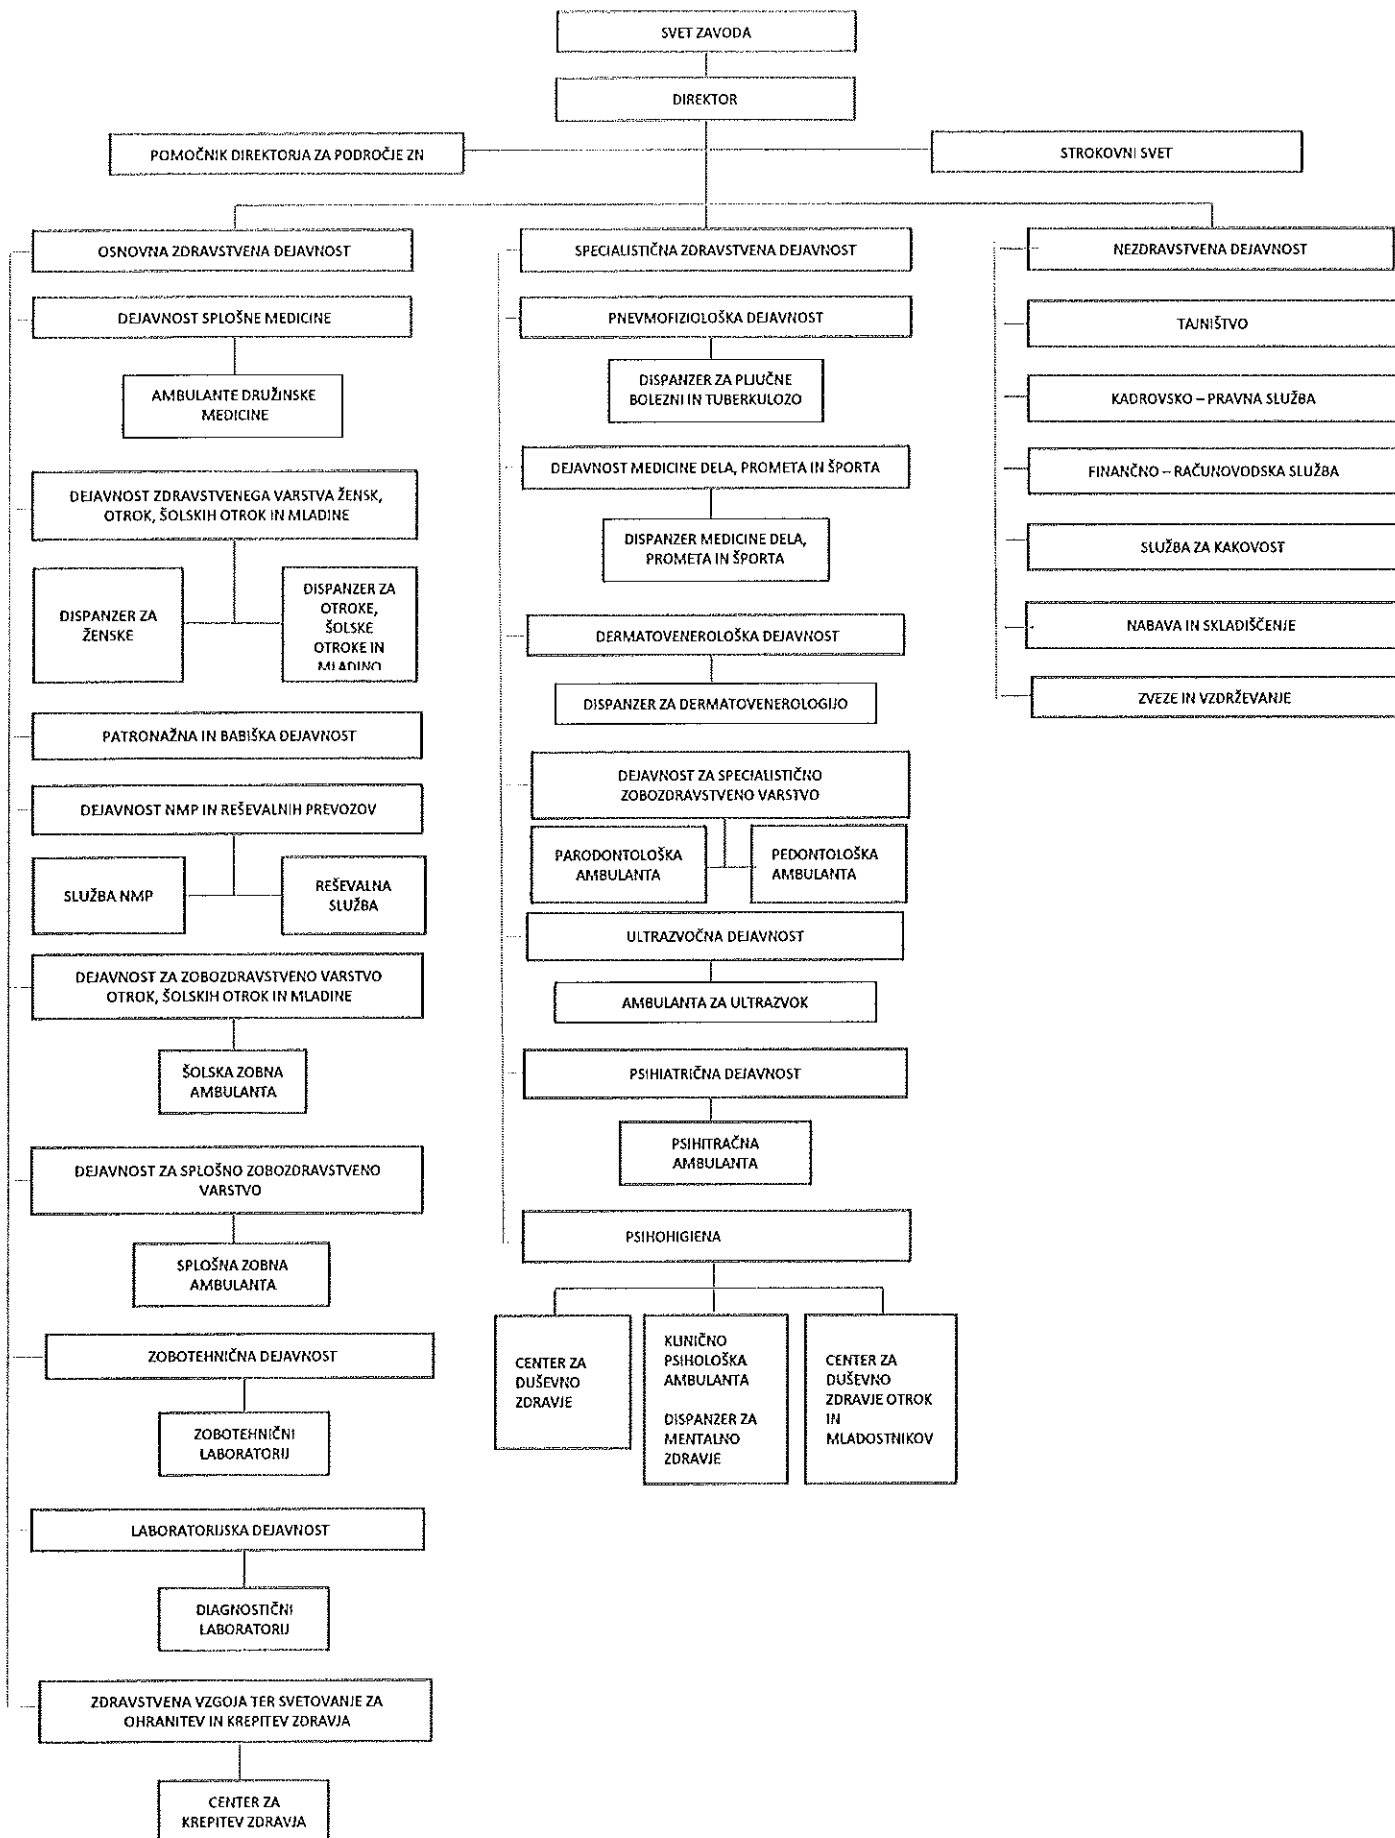 SVET ZAVODA
DIREKTOR
POMOČNIK DIREKTORJA ZA PODROČJE ZN
STROKOVNI SVET
OSNOVNA ZDRAVSTVENA DEJAVNOST
DEJAVNOST SPLOŠNE MEDICINE
AMBULANTE DRUŽINSKE
MEDICINE
DEJAVNOST ZDRAVSTVENEGA VARSTVA ŽENSK,
OTROK, ŠOLSKIH OTROK IN MLADINE
DISPANZER ZA
ŽENSKE
DISPANZER ZA
OTROKE,
ŠOLSKE
OTROKE IN
MLADINO
PATRONAŽNA IN BABIŠKA DEJAVNOST
DEJAVNOST NMP IN REŠEVALNIH PREVOZOV
SLUŽBA NMP
REŠEVALNA
SLUŽBA
DEJAVNOST ZA ZOBOZDRAVSTVENO VARSTVO
OTROK, ŠOLSKIH OTROK IN MLADINE
ŠOLSKA ZOBNA
AMBULANTA
DEJAVNOST ZA SPLOŠNO ZOBOZDRAVSTVENO
VARSTVO
SPLOŠNA ZOBNA
AMBULANTA
ZOBOTEHNIČNA DEJAVNOST
ZOBOTEHNIČNI
LABORATORIJ
LABORATORIJSKA DEJAVNOST
DIAGNOSTIČNI
LABORATORIJ
ZDRAVSTVENA VZGOJA TER SVETOVANJE ZA
OHRANITEV IN KREPITEV ZDRAVJA
CENTER ZA
KREPITEV ZDRAVJA
SPECIALISTIČNA ZDRAVSTVENA DEJAVNOST
PNEVMOFIZIOLOŠKA DEJAVNOST
DISPANZER ZA PLJUČNE
BOLEZNI IN TUBERKULOZO
DEJAVNOST MEDICINE DELA, PROMETA IN ŠPORTA
DISPANZER MEDICINE DELA,
PROMETA IN ŠPORTA
DERMATOVENEROLOŠKA DEJAVNOST
DISPANZER ZA DERMATOVENEROLOGIJO
DEJAVNOST ZA SPECIALISTIČNO
ZOBOZDRAVSTVENO VARSTVO
PARODONTOLOŠKA
AMBULANTA
PEDONTOLOŠKA
AMBULANTA
ULTRAZVOČNA DEJAVNOST
AMBULANTA ZA ULTRAZVOK
PSIHIATRIČNA DEJAVNOST
PSIHITRAČNA
AMBULANTA
PSIHOHIGIENA
CENTER ZA
DUŠEVNO
ZDRAVJE
KLINIČNO
PSIHOLOŠKA
AMBULANTA
DISPANZER ZA
MENTALNO
ZDRAVJE
CENTER ZA
DUŠEVNO
ZDRAVJE OTROK
IN
MLADOSTNIKOV
NEZDRAVSTVENA DEJAVNOST
TAJNIŠTVO
KADROVSKO – PRAVNA SLUŽBA
FINANČNO – RAČUNOVODSKA SLUŽBA
SLUŽBA ZA KAKOVOST
NABAVA IN SKLADIŠČENJE
ZVEZE IN VZDRŽEVANJE